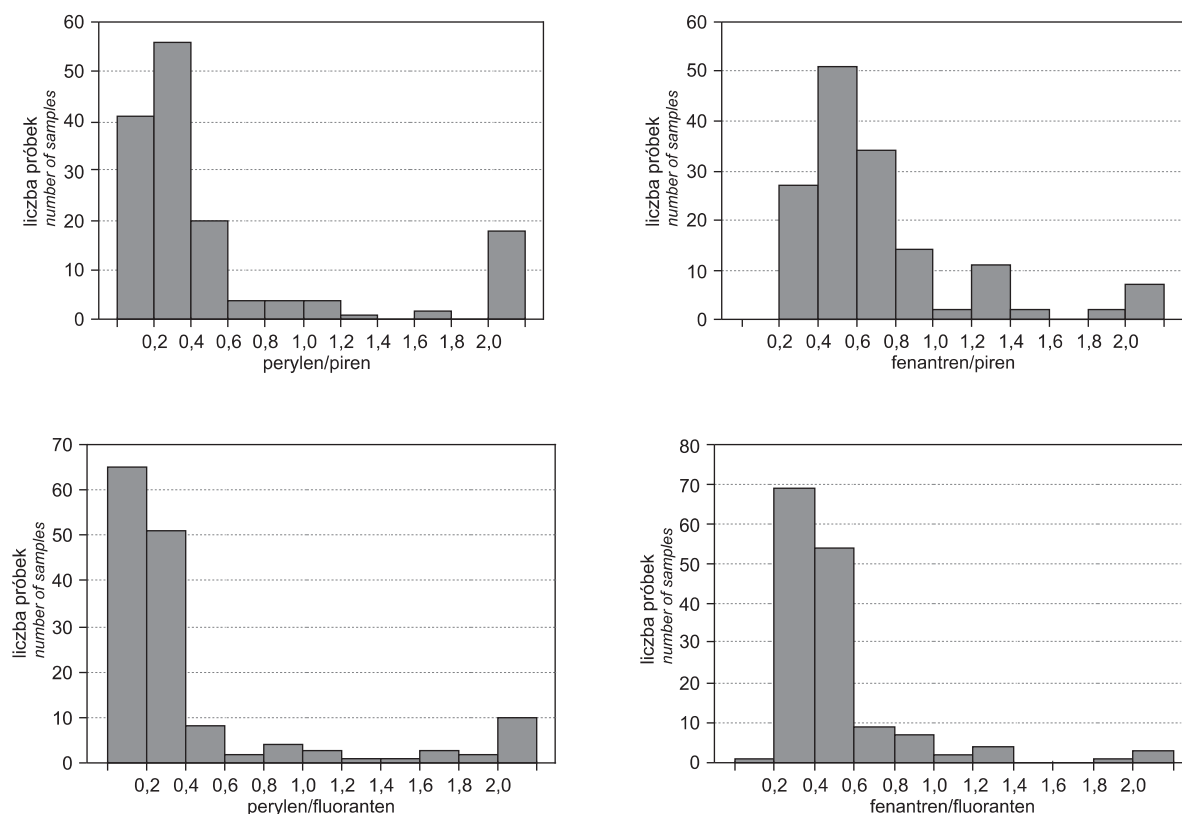 60
50
40
30
20
10
0
liczba próbek
number of samples
0,2 0,4 0,6 0,8 1,0 1,2 1,4 1,6 1,8 2,0
perylen/piren
60
50
40
30
20
10
0
liczba próbek
number of samples
0,2 0,4 0,6 0,8 1,0 1,2 1,4 1,6 1,8 2,0
fenantren/piren
70
60
50
40
30
20
10
0
liczba próbek
number of samples
0,2 0,4 0,6 0,8 1,0 1,2 1,4 1,6 1,8 2,0
perylen/fluoranten
80
70
60
50
40
30
20
10
0
liczba próbek
number of samples
0,2 0,4 0,6 0,8 1,0 1,2 1,4 1,6 1,8 2,0
fenantren/fluoranten